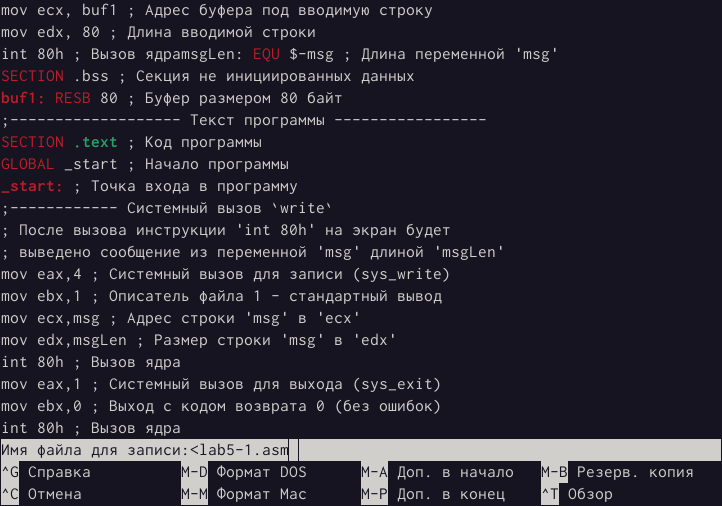 mov ecx, buf1 ; Адрес буфера под вводимую строку
mov edx, 80 ; Длина вводимой строки
int 80h ; Вызов ядраmsgLen: EQU $-msg ; Длина переменной 'msg'
SECTION .bss ; Секция не инициированных данных
buf1: RESB 80 ; Буфер размером 80 байт
;------------------- Текст программы -----------------
SECTION .text ; Код программы
GLOBAL _start ; Начало программы
_start: ; Точка входа в программу
;------------ Системный вызов `write`
; После вызова инструкции 'int 80h' на экран будет
; выведено сообщение из переменной 'msg' длиной 'msgLen'
mov eax,4 ; Системный вызов для записи (sys_write)
mov ebx,1 ; Описатель файла 1 - стандартный вывод
mov ecx,msg ; Адрес строки 'msg' в 'ecx'
mov edx,msgLen ; Размер строки 'msg' в 'edx'
int 80h ; Вызов ядра
mov eax,1 ; Системный вызов для выхода (sys_exit)
mov ebx,0 ; Выход с кодом возврата 0 (без ошибок)
int 80h ; Вызов ядра
Имя файла для записи:<lab5-1.asm
^G Справка M-D Формат DOS M-A Доп. в начало M-B Резерв. копия
^C Отмена M-M Формат Mac M-P Доп. в конец ^T Обзор